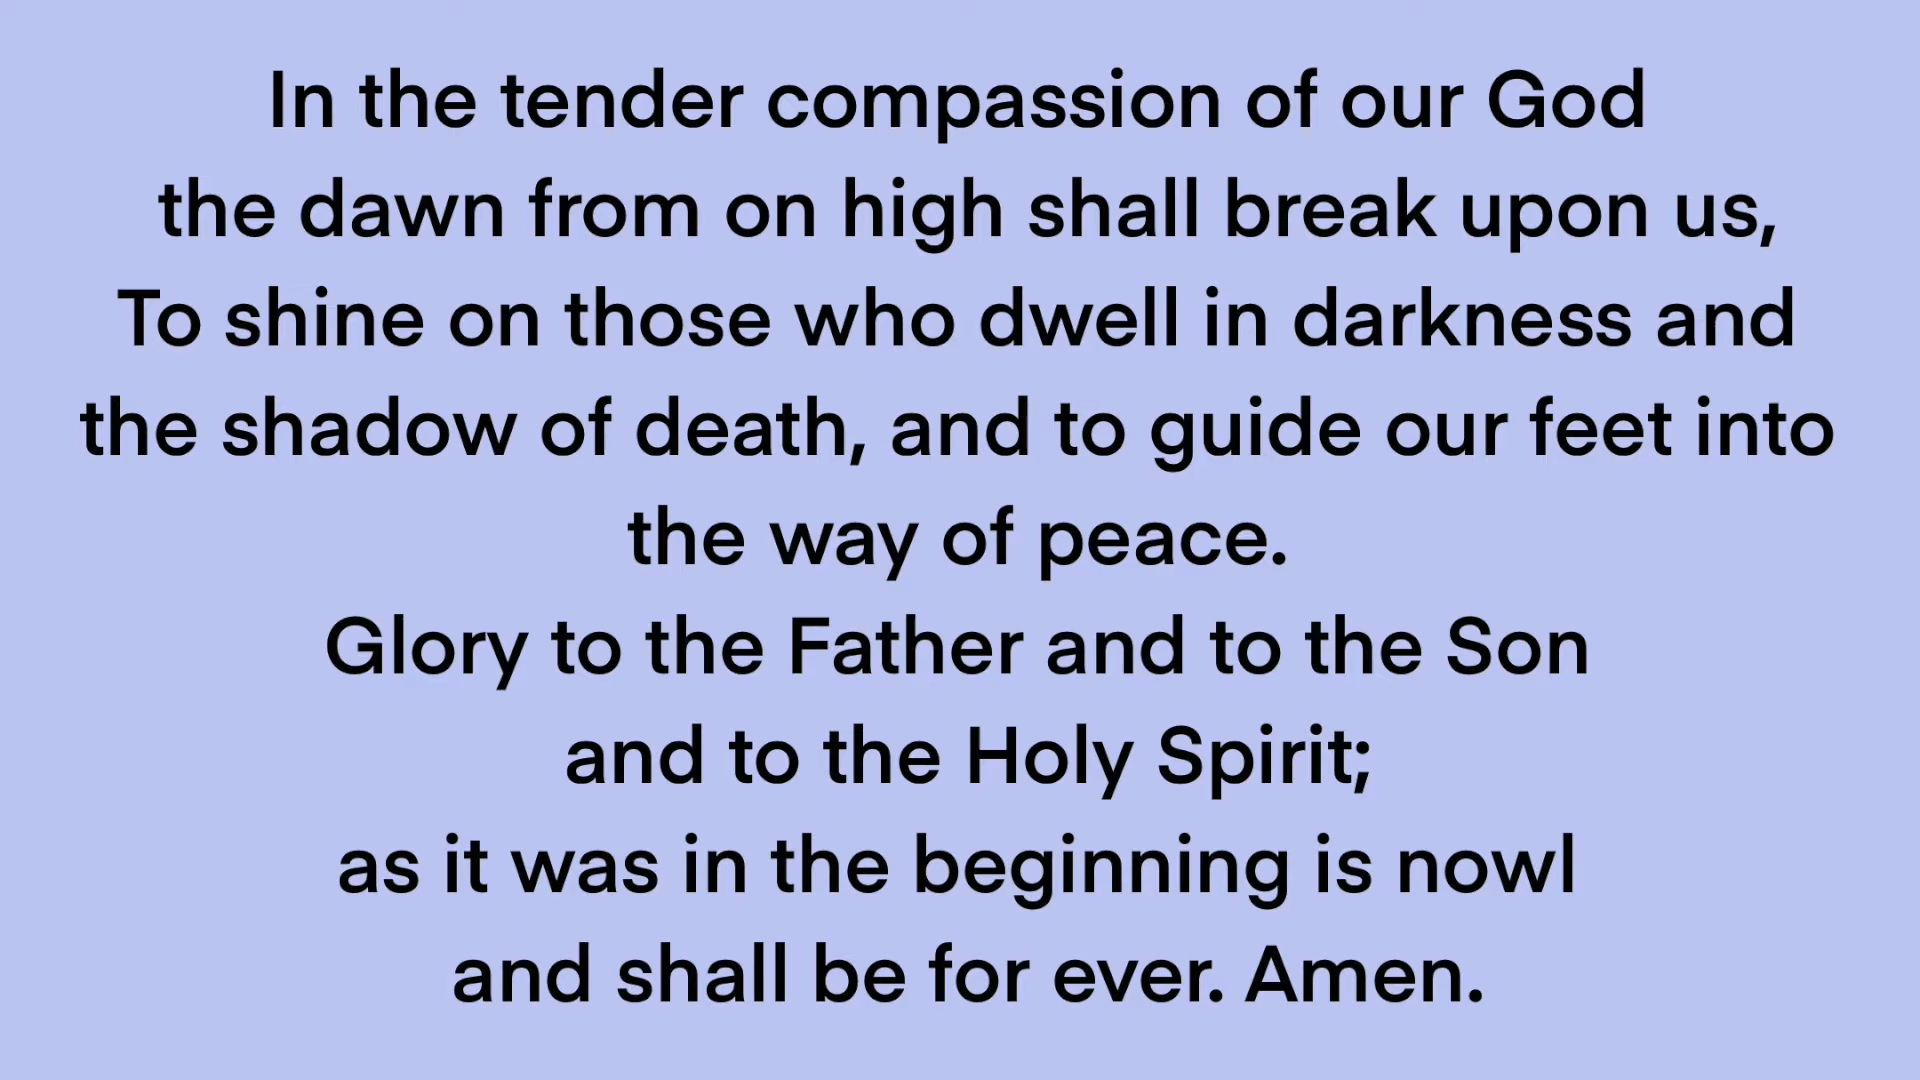 In the tender compassion of our God
the dawn from on high shall break upon us,
To shine on those who dwell in darkness and
the shadow of death, and to guide our feet into
the way of peace.
Glory to the Father and to the Son
and to the Holy Spirit;
as it was in the beginning is nowl
and shall be for ever. Amen.